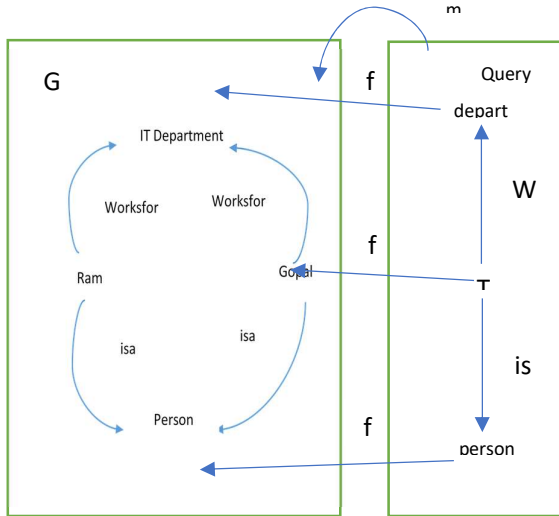 m
G
f
Query
depart
IT Department
Worksfor
Worksfor
W
f
Ram
Gopal
T
isa
isa
is
Person
f
person